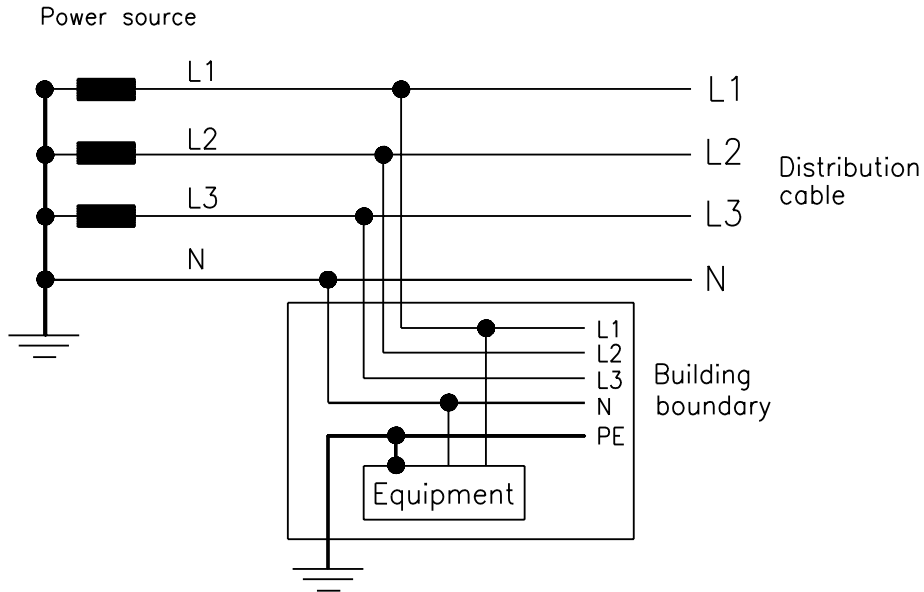 Power source
L1
L1
L2
L2
Distribution
cable
L3
L3
N
N
L1
L2
L3
Building
boundary
N
PE
Equipment